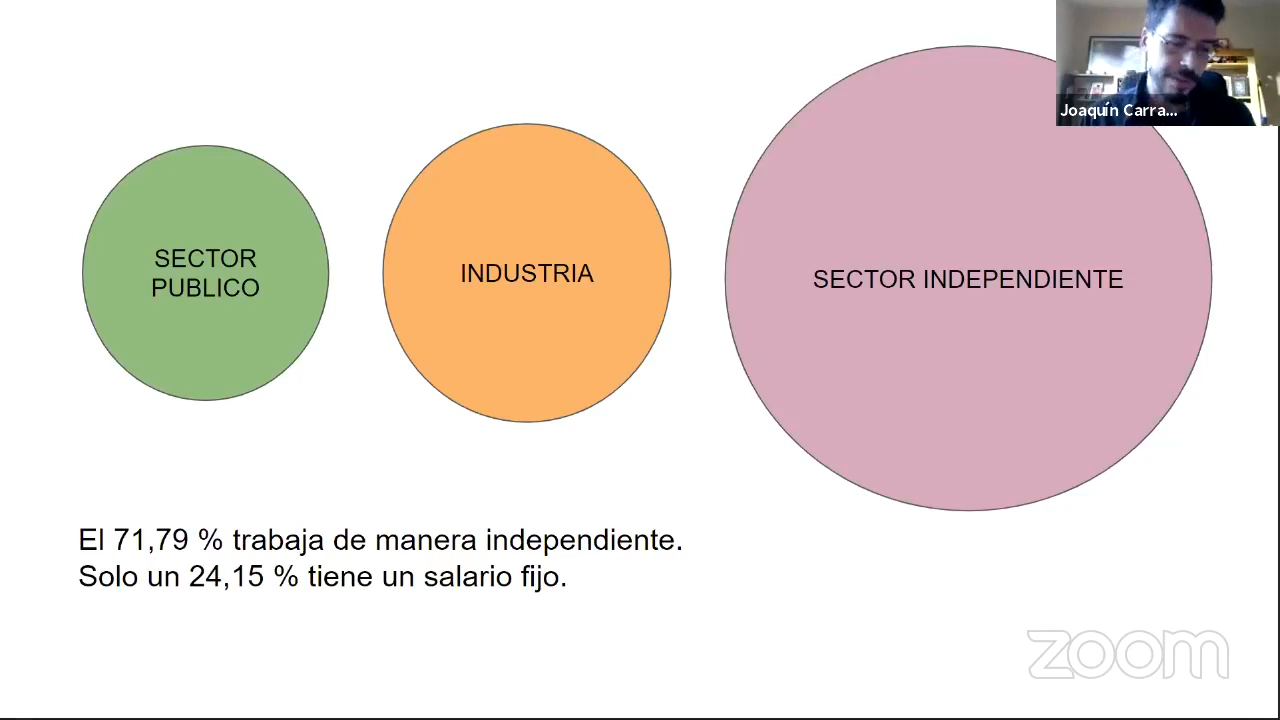 Joaquín Carra...
SECTOR
PUBLICO
INDUSTRIA
SECTOR INDEPENDIENTE
El 71,79 % trabaja de manera independiente.
Solo un 24,15 % tiene un salario fijo.
zoom